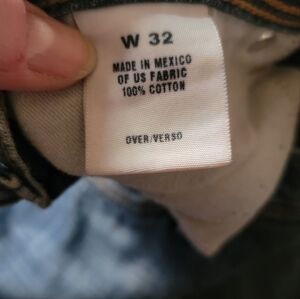 W 32
MADE IN MEXICO
OF US FABRIC
100% COTTON
OVER/VERSO